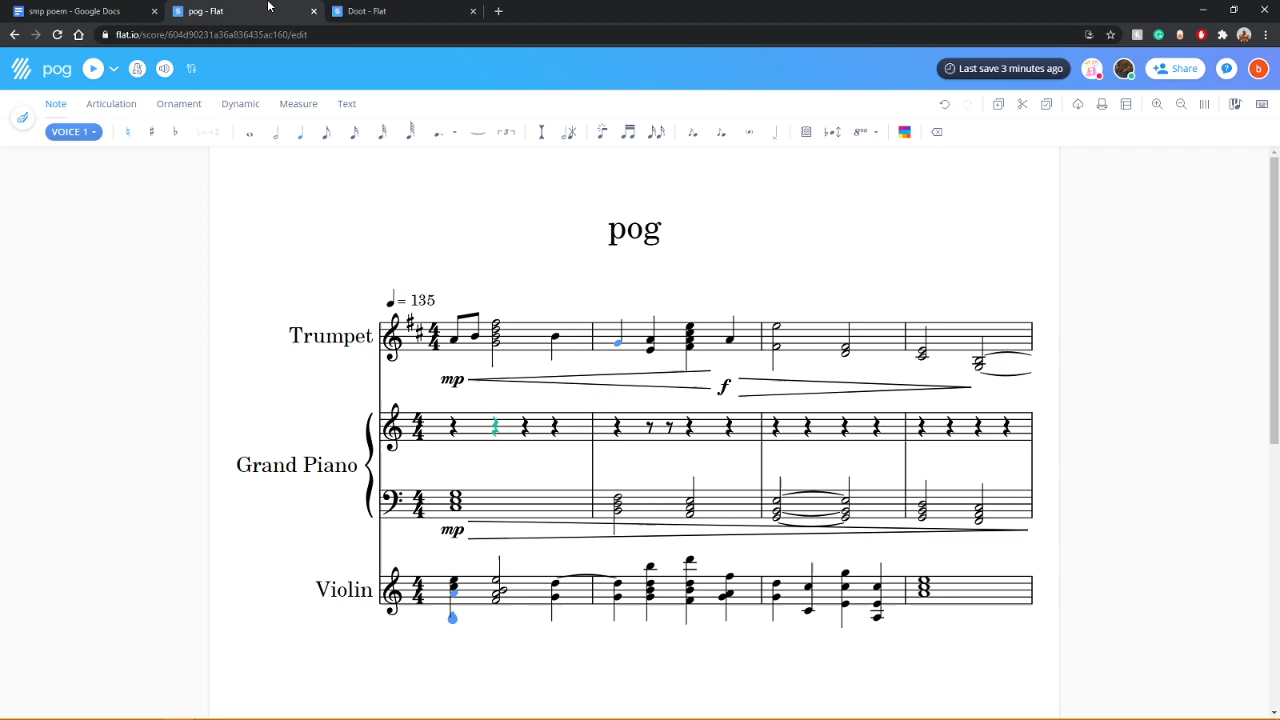 smp poem - Google Docs
pog - Flat
Doot - Flat
flat.io/score/604d90231a36a836435ac160/edit
pog
Last save 3 minutes ago
Share
b
Note
Articulation
Ornament
Dynamic
Measure
Text
VOICE 1
8va
pog
= 135
Trumpet
mp
f
Grand Piano
mp
Violin